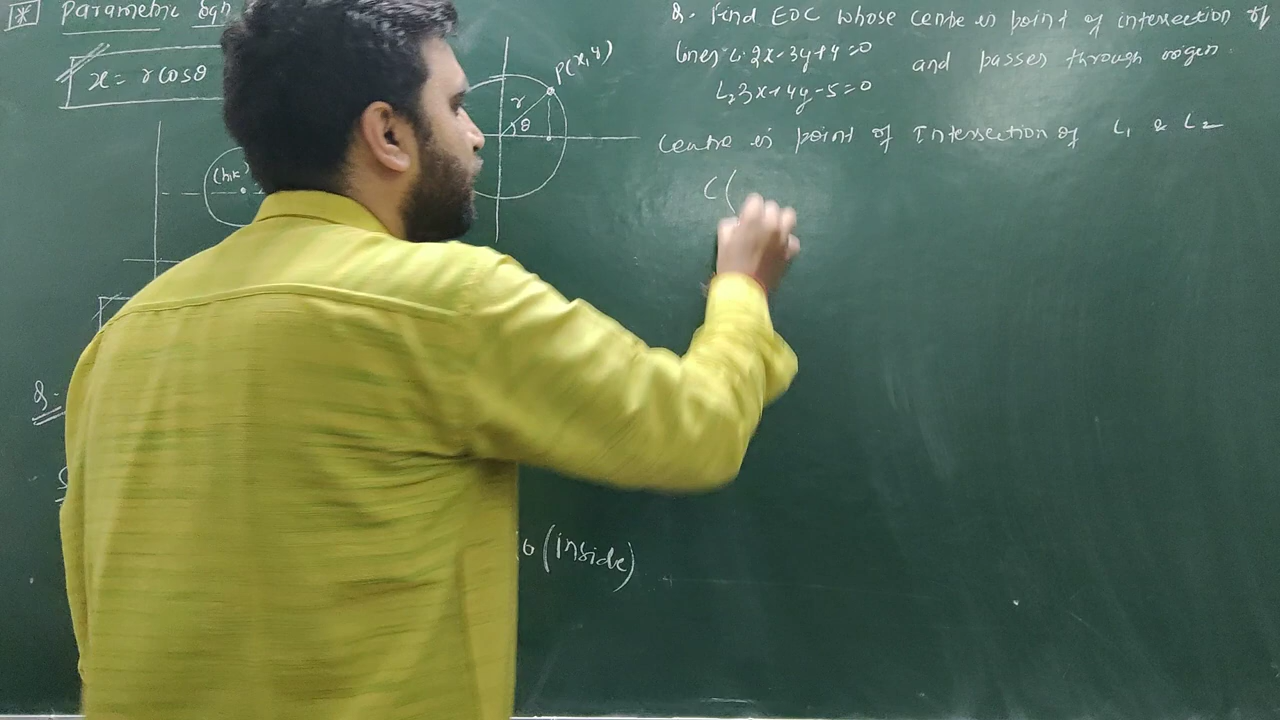 * Parametric Eqn
x = r cosθ
P(x, y)
r
θ
(h,k)
Q-
10 (inside)
Q. Find EOC whose centre is point of intersection of
lines L: 2x-3y+4=0 and passes through origin.
L2 3x+4y-5=0
Centre is point of Intersection of L1 & L2
C(